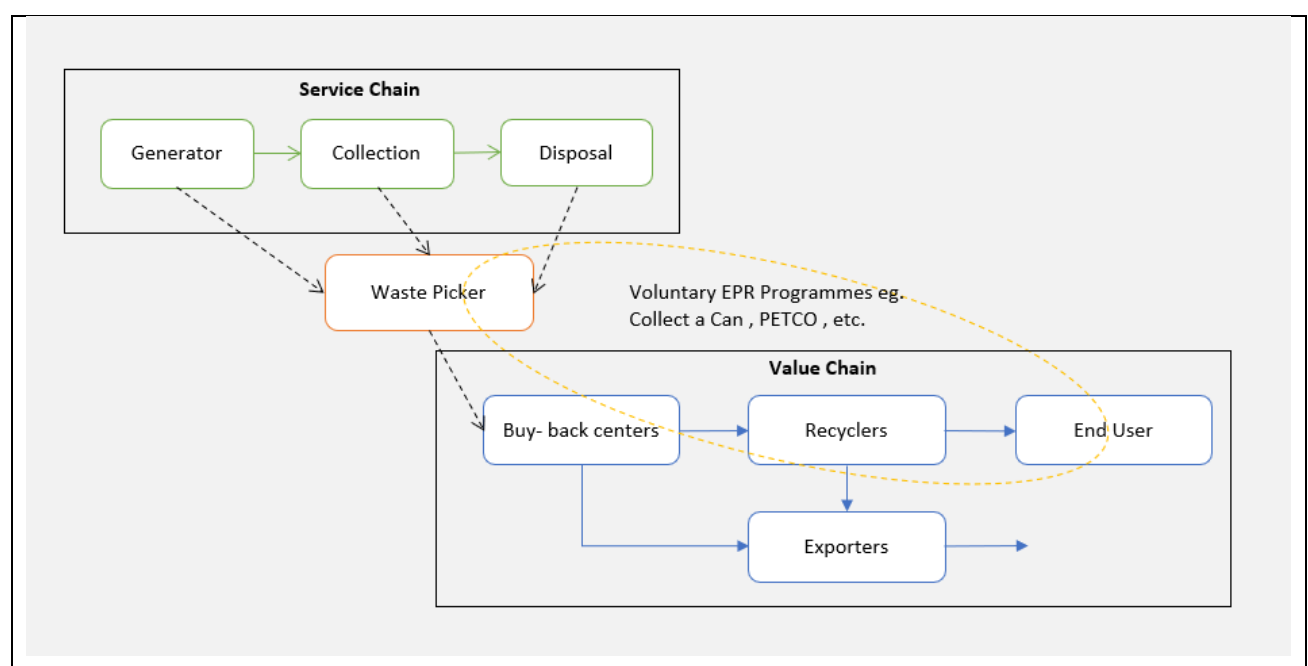 Service Chain
Generator
Collection
Disposal
Waste Picker
Voluntary EPR Programmes eg.
Collect a Can , PETCO , etc.
Value Chain
Buy- back centers
Recyclers
End User
Exporters